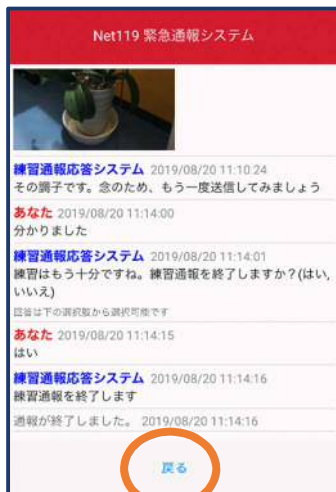 Net119 緊急通報システム
練習通報応答システム 2019/08/20 11:10:24
その調子です。念のため、もう一度送信してみましょう
あなた 2019/08/20 11:14:00
分かりました
練習通報応答システム 2019/08/20 11:14:01
練習はもう十分ですね。練習通報を終了しますか?(はい,
いいえ)
回答は下の選択肢から選択可能です
あなた 2019/08/20 11:14:15
はい
練習通報応答システム 2019/08/20 11:14:16
練習通報を終了します
通報が終了しました。 2019/08/20 11:14:16
戻る